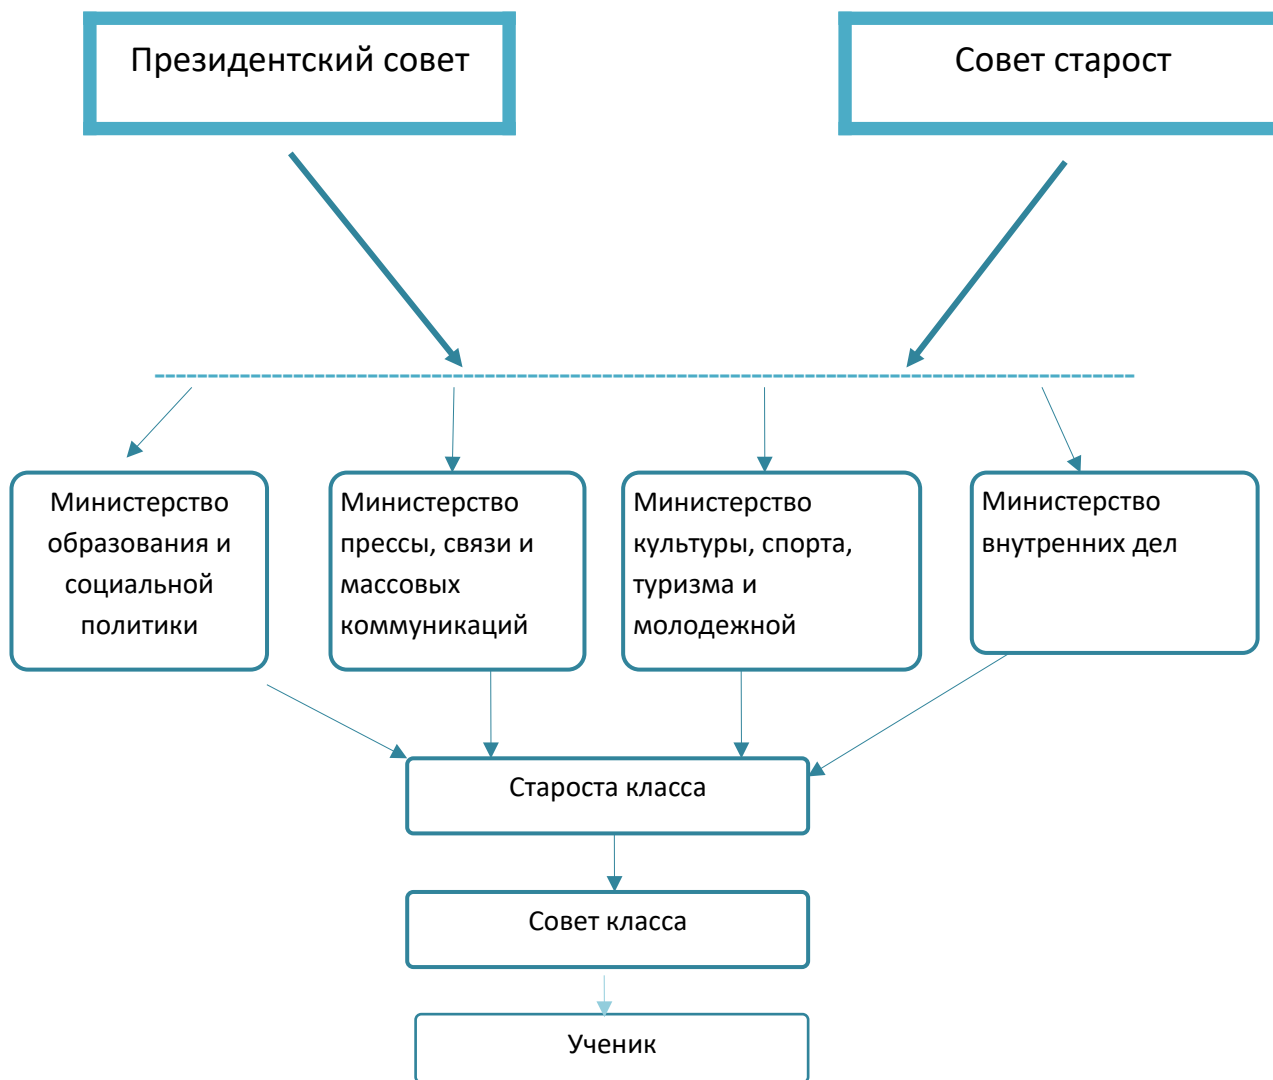 Президентский совет
Совет старост
Министерство
образования и
социальной
политики
Министерство
прессы, связи и
массовых
коммуникаций
Министерство
культуры, спорта,
туризма и
молодежной
Министерство
внутренних дел
Староста класса
Совет класса
Ученик